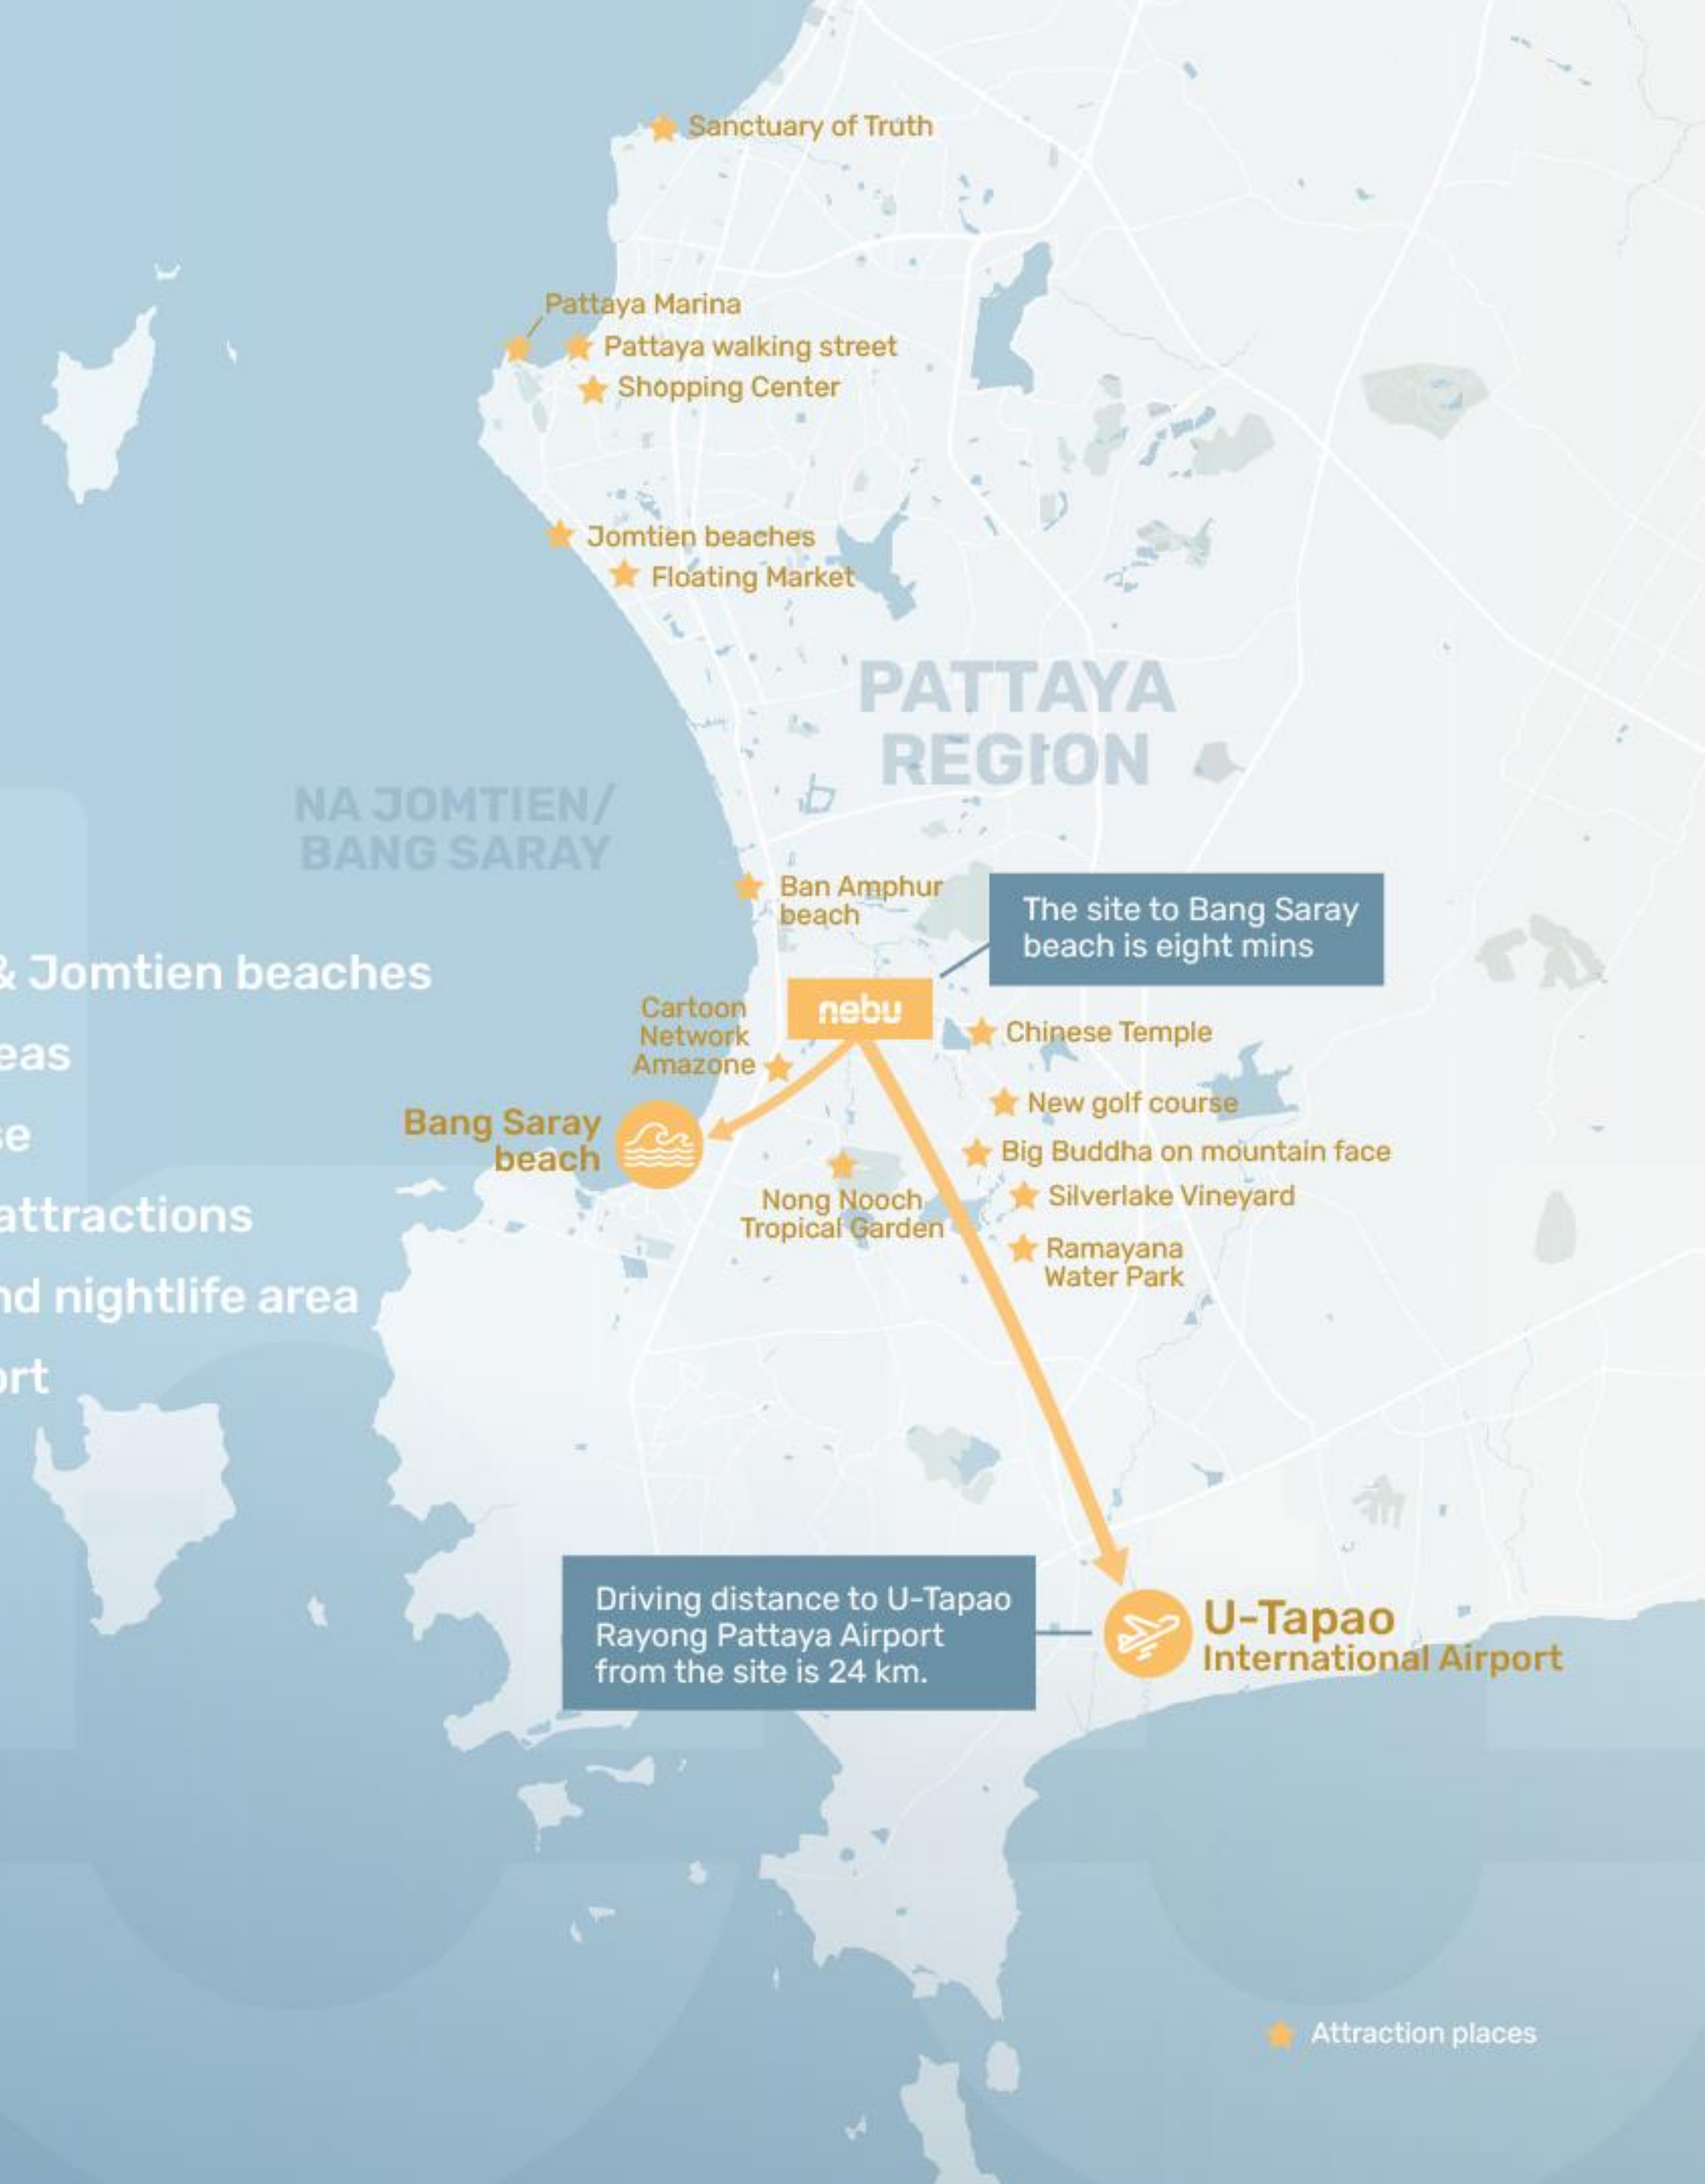 Sanctuary of Truth
Pattaya Marina
Pattaya walking street
Shopping Center
Jomtien beaches
Floating Market
PATTAYA
REGION
NA JOMTIEN/
BANG SARAY
Ban Amphur
beach
The site to Bang Saray
beach is eight mins
& Jomtien beaches
eas
se
attractions
nd nightlife area
ort
nebu
Cartoon
Network
Amazone
Chinese Temple
New golf course
Bang Saray
beach
Big Buddha on mountain face
Nong Nooch
Tropical Garden
Silverlake Vineyard
Ramayana
Water Park
Driving distance to U-Tapao
Rayong Pattaya Airport
from the site is 24 km.
U-Tapao
International Airport
Attraction places